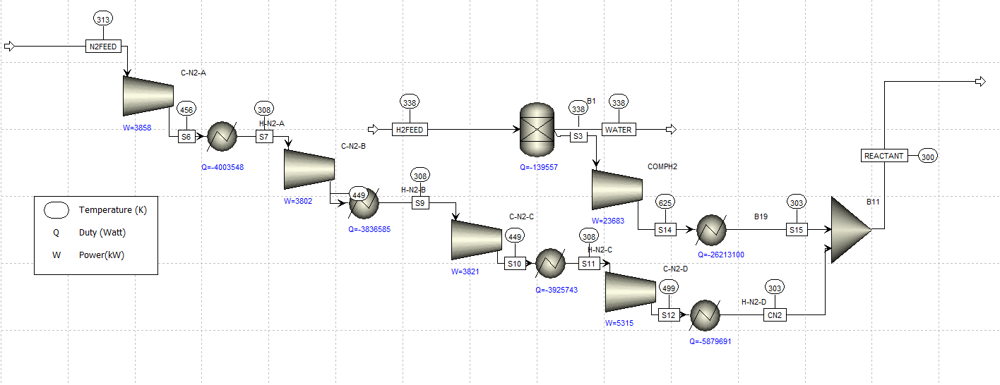 313
N2FEED
C-N2-A
W=3858
456
S6
Q=-4003548
308
H-N2-A
S7
C-N2-B
W=3802
449
H-N2-B
Q=-3836585
308
S9
338
H2FEED
B1
Q=-139557
338
S3
338
WATER
COMPH2
W=23683
625
S14
B19
Q=-26213100
303
S15
B11
REACTANT
300
C-N2-C
W=3821
449
S10
H-N2-C
Q=-3925743
308
S11
C-N2-D
W=5315
499
S12
H-N2-D
Q=-5879691
303
CN2
Temperature (K)
Q Duty (Watt)
W Power(kW)